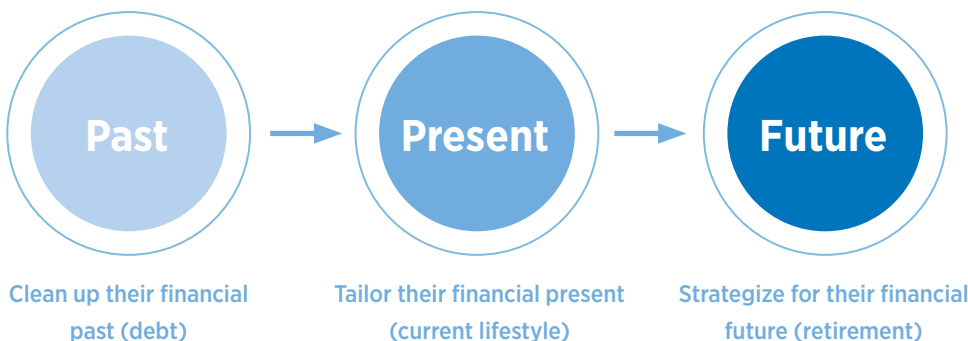 Past
Present
Future
Clean up their financial
past (debt)
Tailor their financial present
(current lifestyle)
Strategize for their financial
future (retirement)